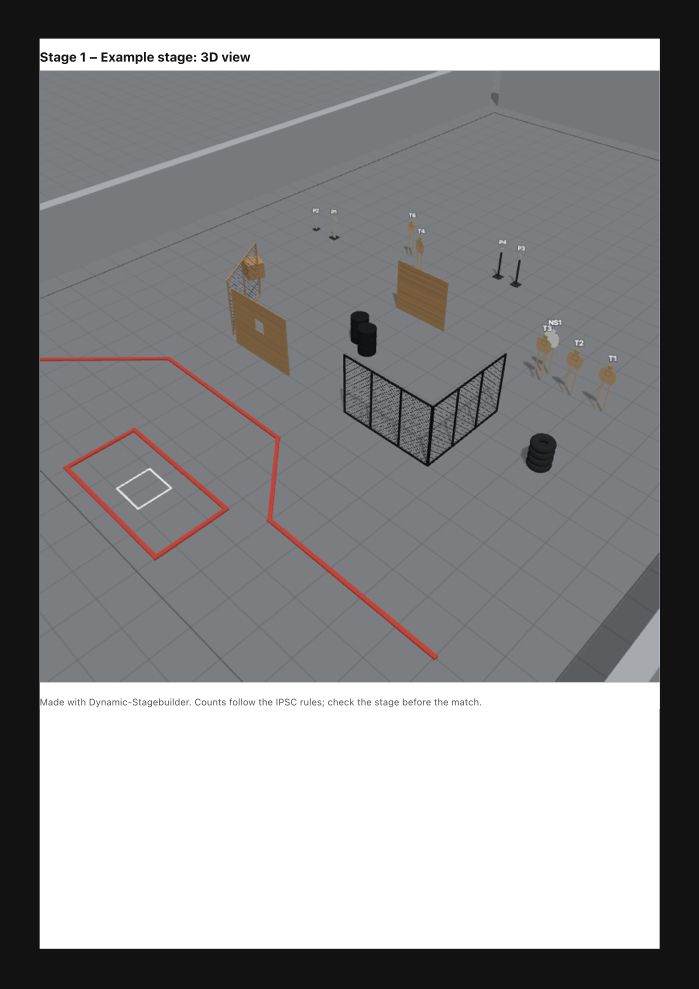 Stage 1 – Example stage: 3D view
P2
P1
T6
T4
P4
P3
NS1
T3
T2
T1
Made with Dynamic-Stagebuilder. Counts follow the IPSC rules; check the stage before the match.